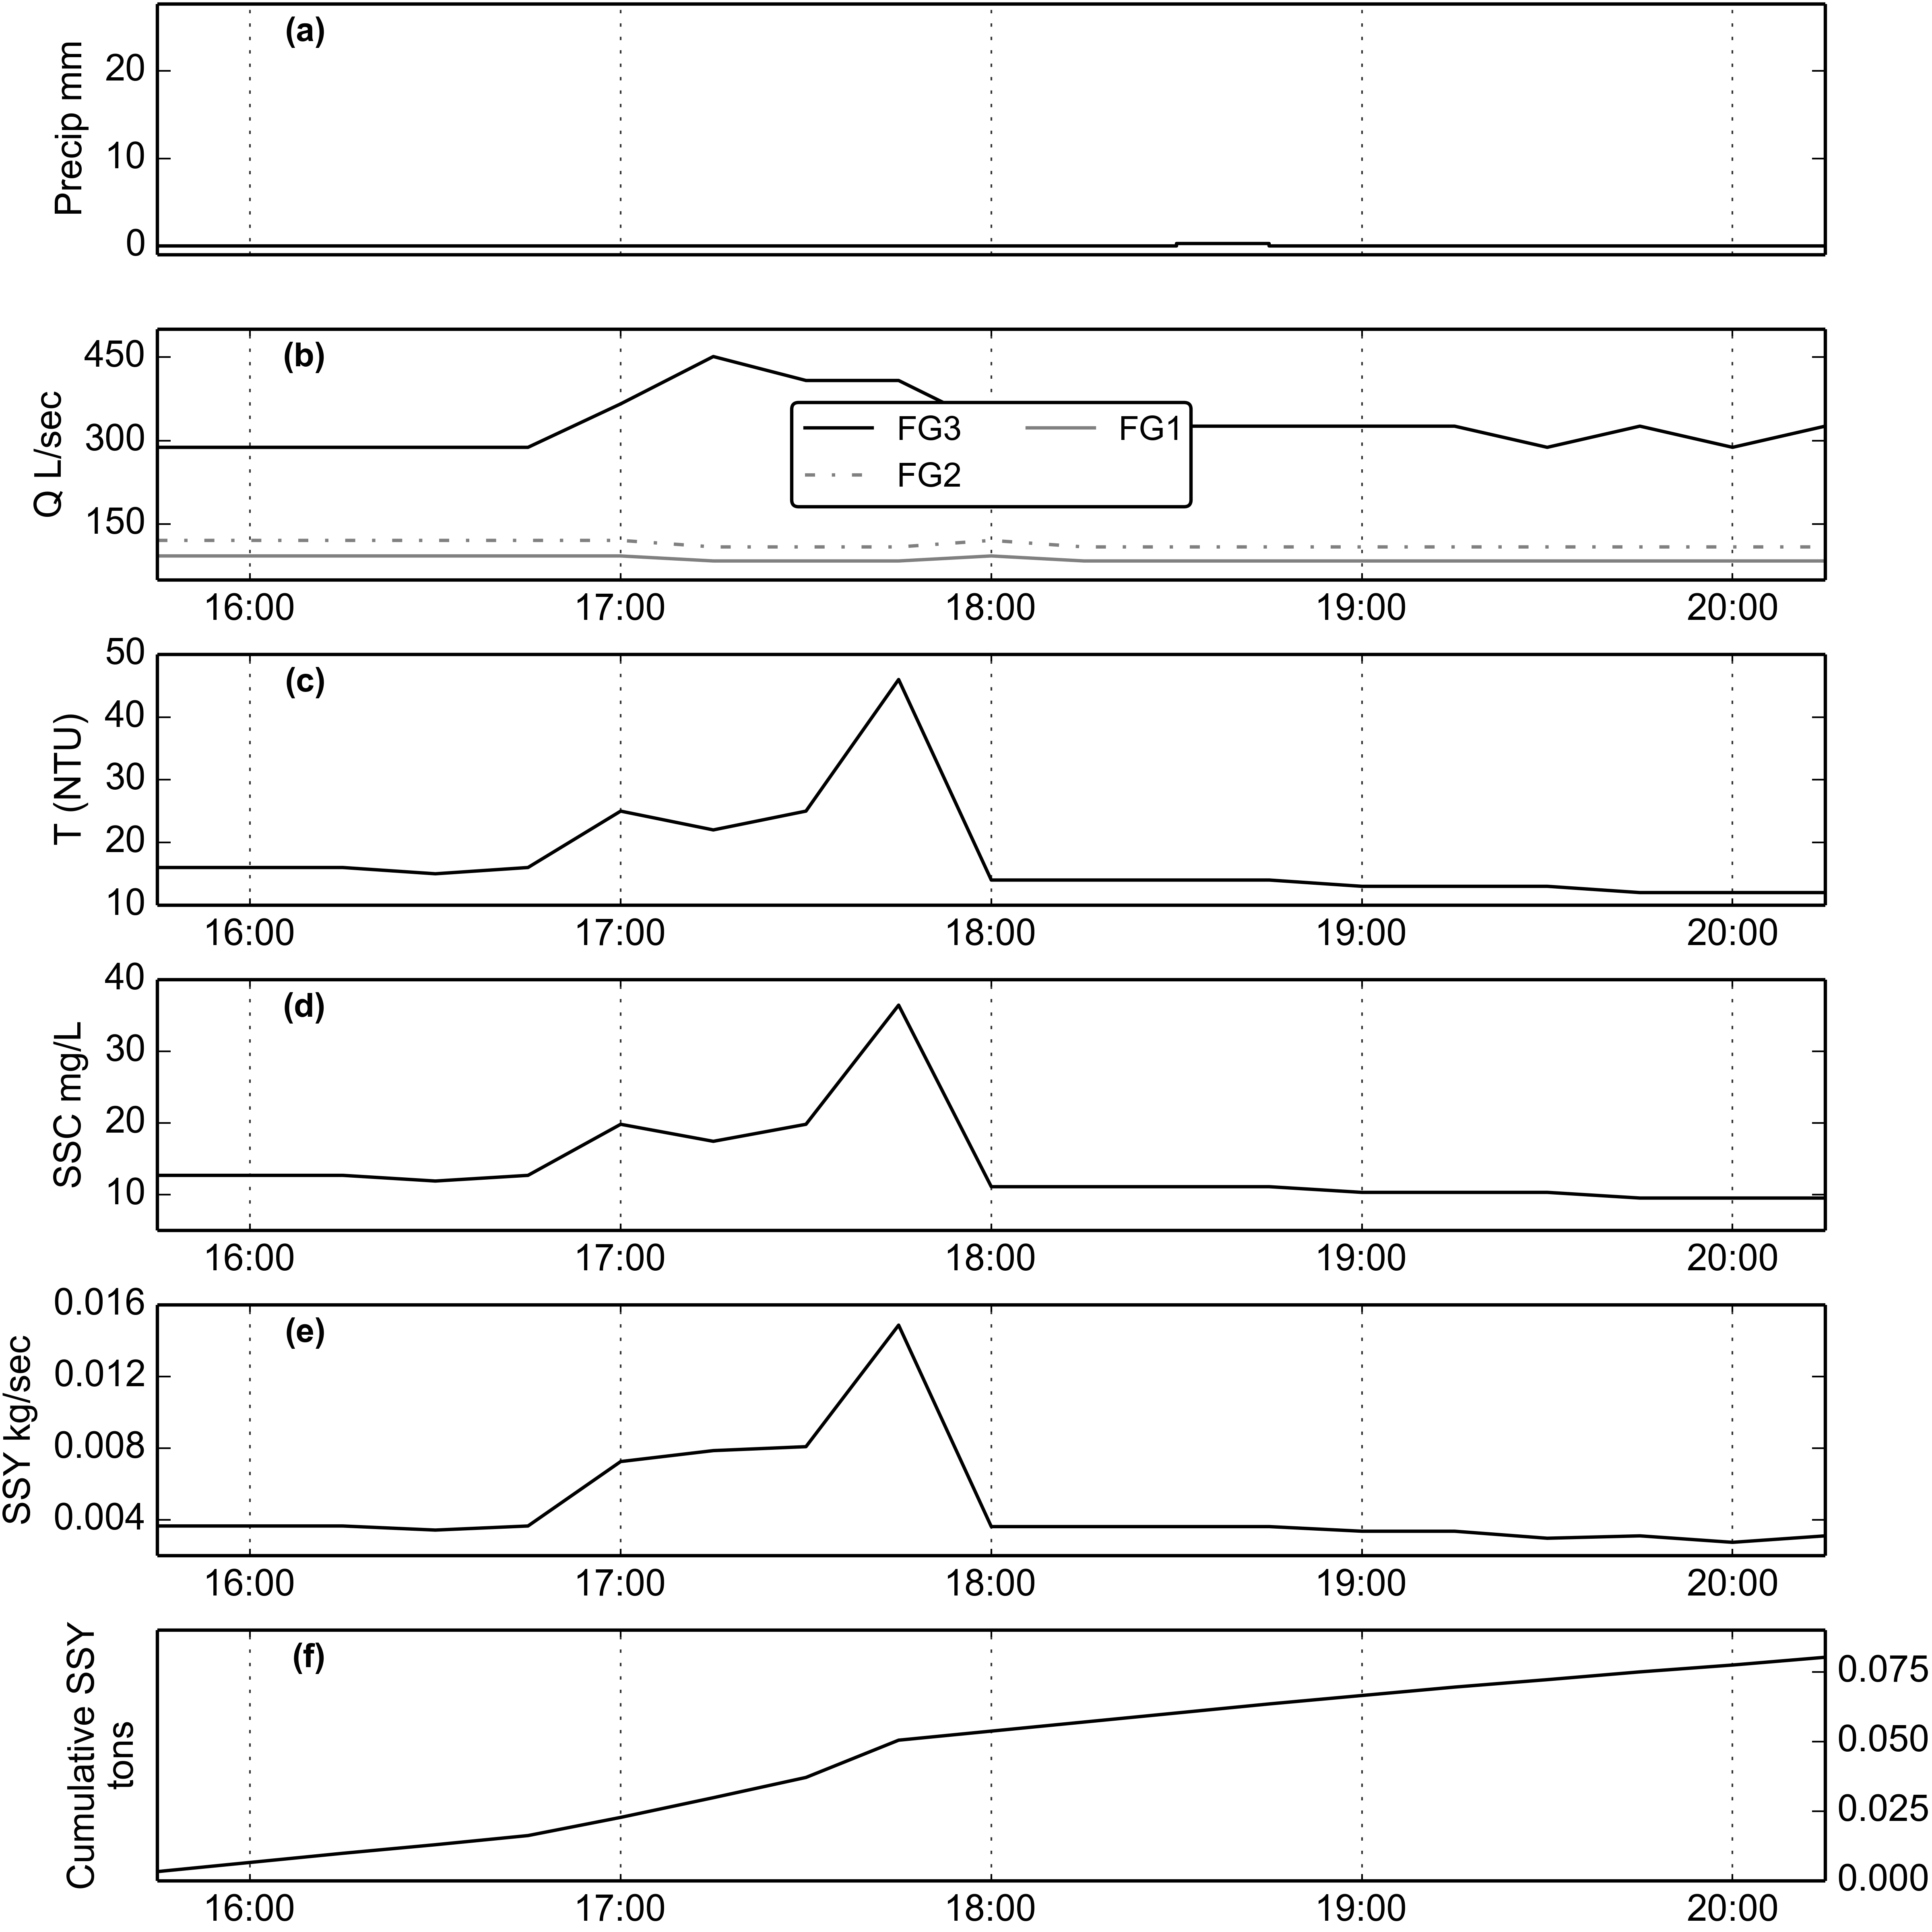 (a)
Precip mm
20
10
0
(b)
Q L/sec
450
300
150
FG3 FG1
FG2
16:00 17:00 18:00 19:00 20:00
(c)
T (NTU)
50
40
30
20
10
16:00 17:00 18:00 19:00 20:00
(d)
SSC mg/L
40
30
20
10
16:00 17:00 18:00 19:00 20:00
(e)
SSY kg/sec
0.016
0.012
0.008
0.004
16:00 17:00 18:00 19:00 20:00
(f)
Cumulative SSY
tons
0.075
0.050
0.025
0.000
16:00 17:00 18:00 19:00 20:00